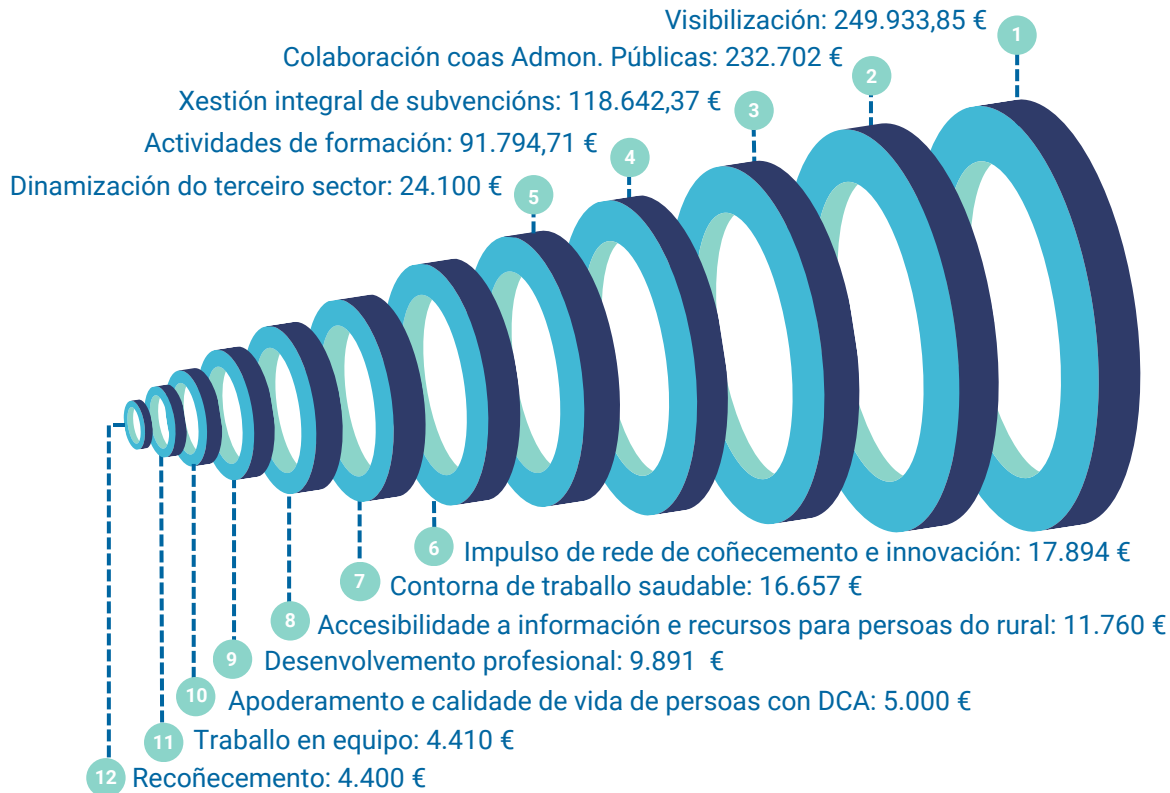 Visibilización: 249.933,85 €
1
Colaboración coas Admon. Públicas: 232.702 €
2
Xestión integral de subvencións: 118.642,37 €
3
Actividades de formación: 91.794,71 €
4
Dinamización do terceiro sector: 24.100 €
5
6
Impulso de rede de coñecemento e innovación: 17.894 €
7
Contorna de traballo saudable: 16.657 €
8
Accesibilidade a información e recursos para persoas do rural: 11.760 €
9
Desenvolvemento profesional: 9.891 €
10
Apoderamento e calidade de vida de persoas con DCA: 5.000 €
11
Traballo en equipo: 4.410 €
12
Recoñecemento: 4.400 €